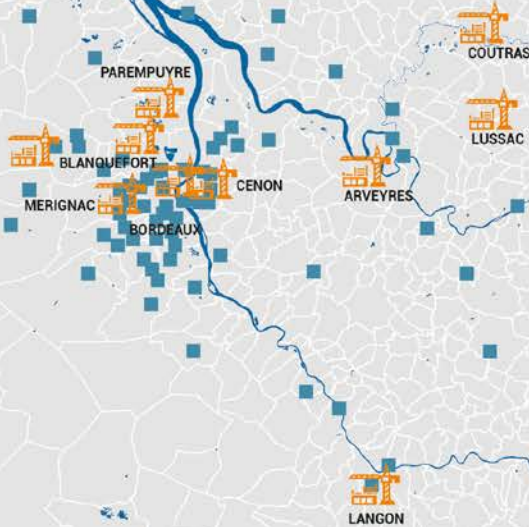 COUTRAS
PAREMPUYRE
LUSSAC
BLANQUEFORT
CENON
ARVEYRES
MERIGNAC
BORDEAUX
LANGON